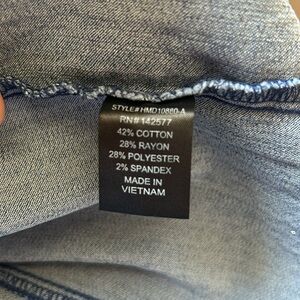 STYLE#HMD10880-A
RN# 142577
42% COTTON
28% RAYON
28% POLYESTER
2% SPANDEX
MADE IN
VIETNAM